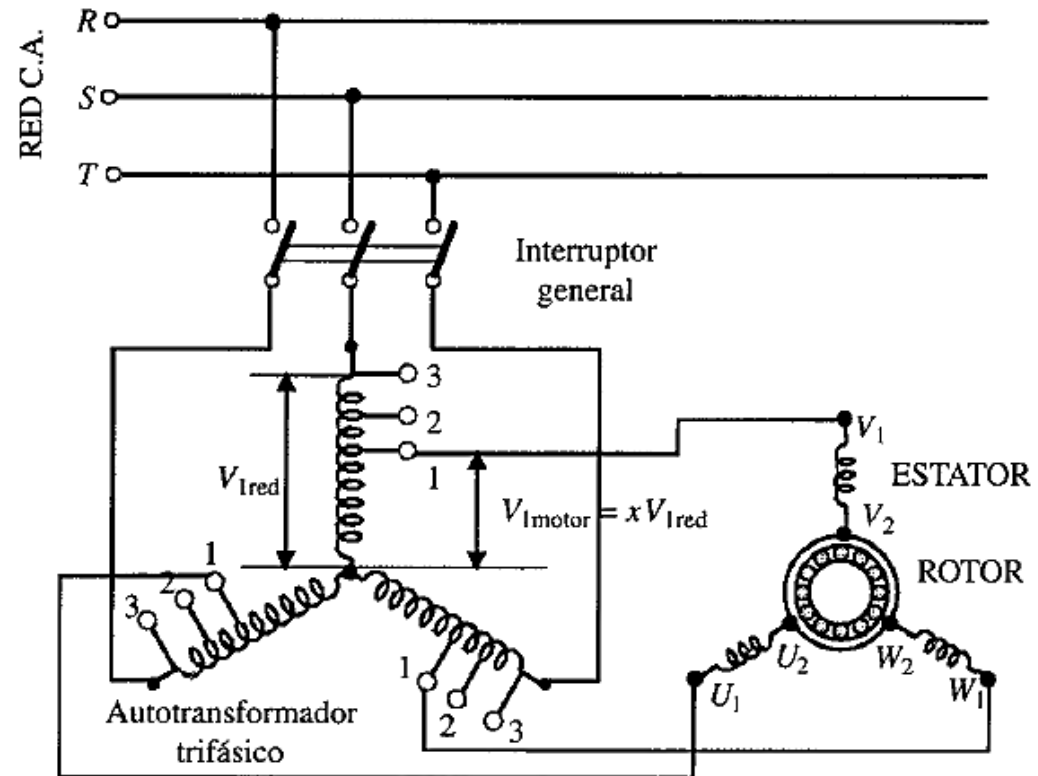 RED C.A.
R
S
T
Interruptor
general
3
2
1
V1red
V1motor = xV1red
V1
ESTATOR
V2
ROTOR
1
2
3
U2
W2
U1
W1
1
2
3
Autotransformador
trifásico